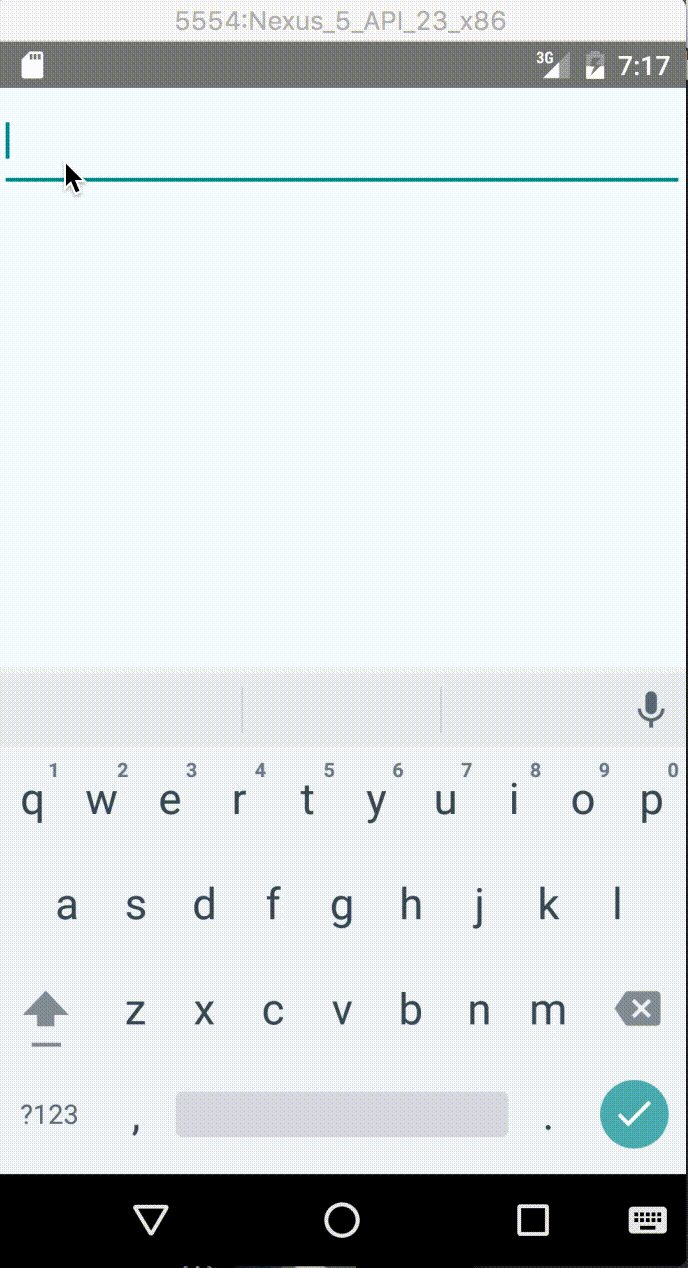 5554:Nexus_5_API_23_x86
3G 7:17
1 2 3 4 5 6 7 8 9 0
q w e r t y u i o p
a s d f g h j k l
z x c v b n m
?123 , .